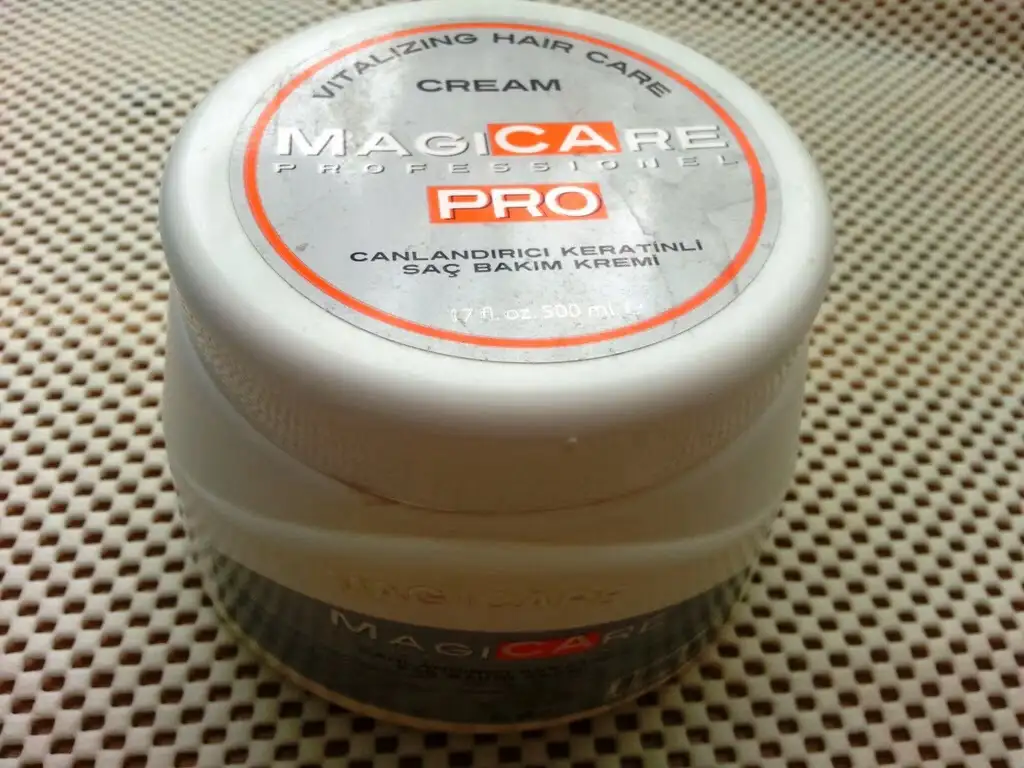 VITALIZING HAIR CARE
CREAM
MAGICARE
PROFESSIONEL
PRO
CANLANDIRICI KERATİNLİ
SAÇ BAKIM KREMİ
17 fl. oz. 500 ml
MAGICARE